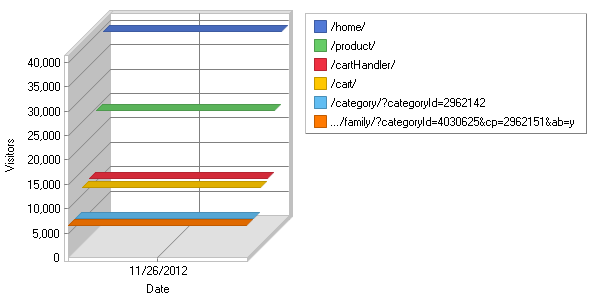 40,000
35,000
30,000
25,000
20,000
15,000
10,000
5,000
0
Visitors
11/26/2012
Date
/home/
/product/
/cartHandler/
/cart/
/category/?categoryId=2962142
.../family/?categoryId=4030625&cp=2962151&ab=y